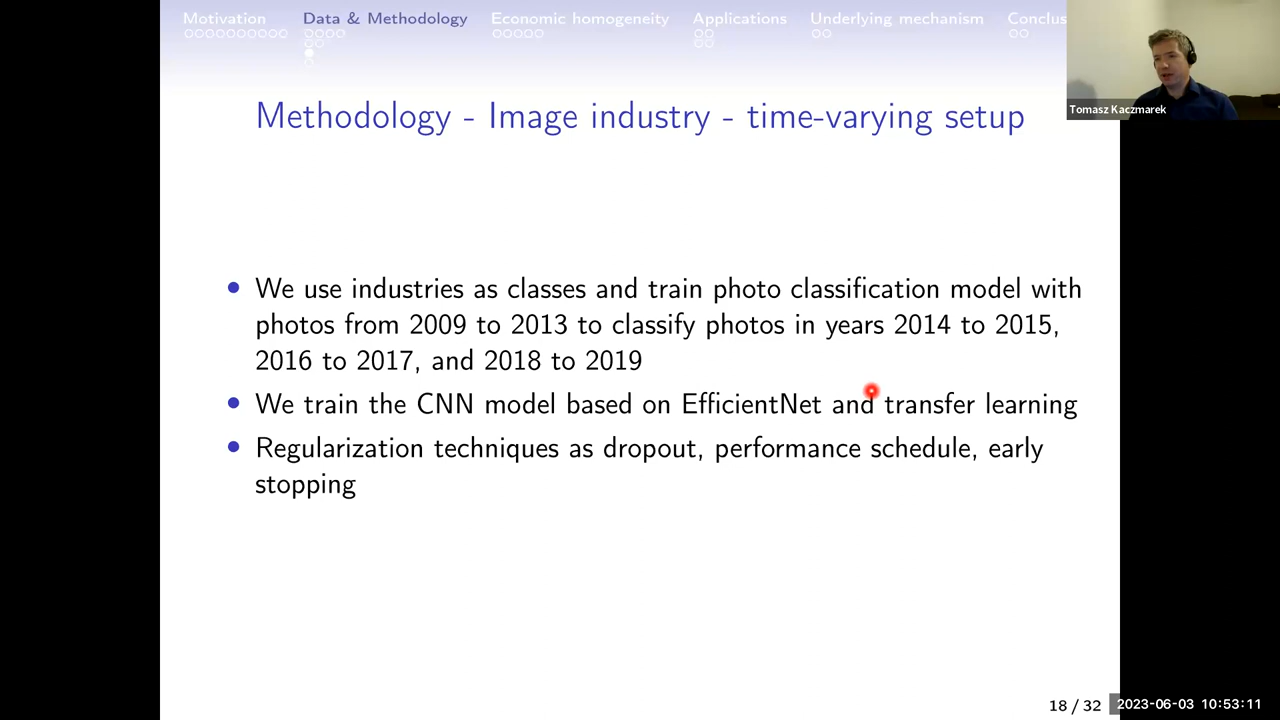 Motivation Data & Methodology Economic homogeneity Applications Underlying mechanism Conclus
Tomasz Kaczmarek
Methodology - Image industry - time-varying setup
We use industries as classes and train photo classification model with
photos from 2009 to 2013 to classify photos in years 2014 to 2015,
2016 to 2017, and 2018 to 2019
We train the CNN model based on EfficientNet and transfer learning
Regularization techniques as dropout, performance schedule, early
stopping
18 / 32
2023-06-03 10:53:11